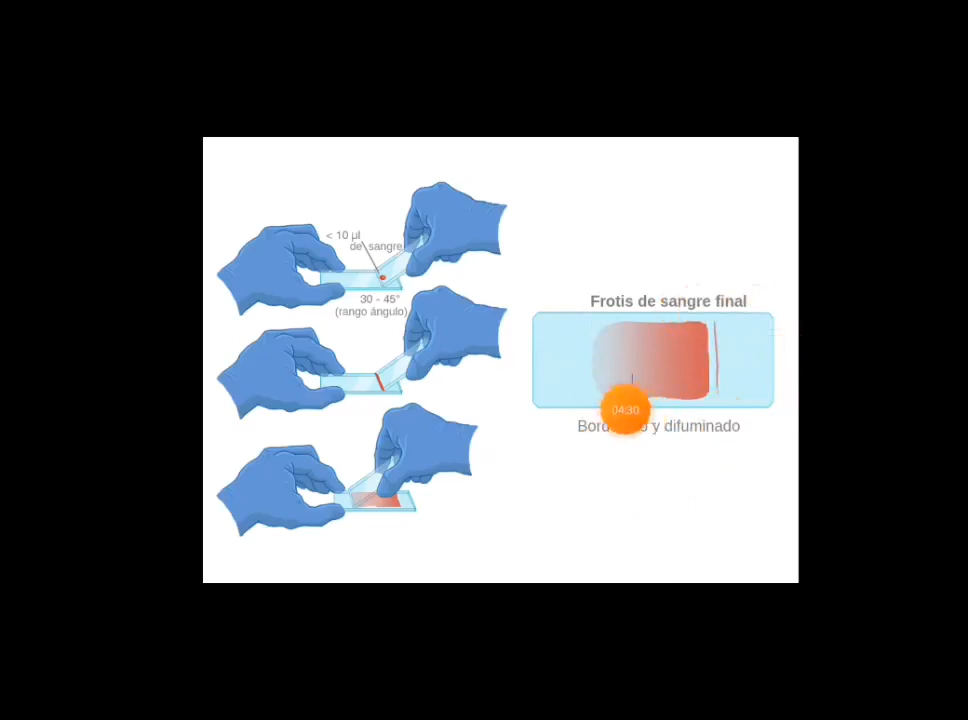 < 10 µl
de sangre
30 - 45°
(rango ángulo)
Frotis de sangre final
04:30
y difuminado